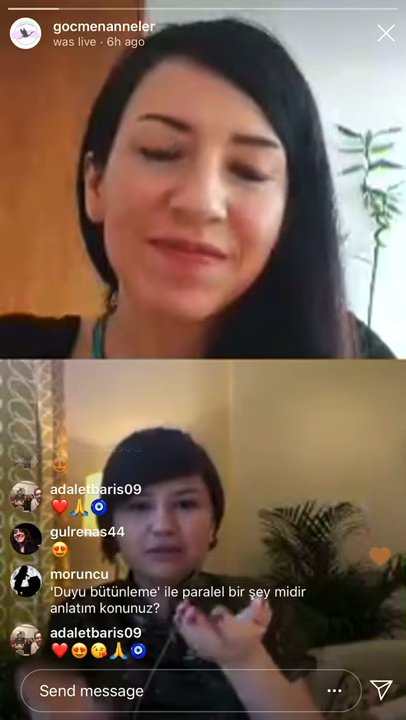 gocmenanneler
was live · 6h ago
adaletbaris09
❤️🙏🧿
gulrenas44
😍
moruncu
'Duyu bütünleme' ile paralel bir şey midir
anlatım konunuz?
adaletbaris09
❤️😍😘🙏🧿
Send message